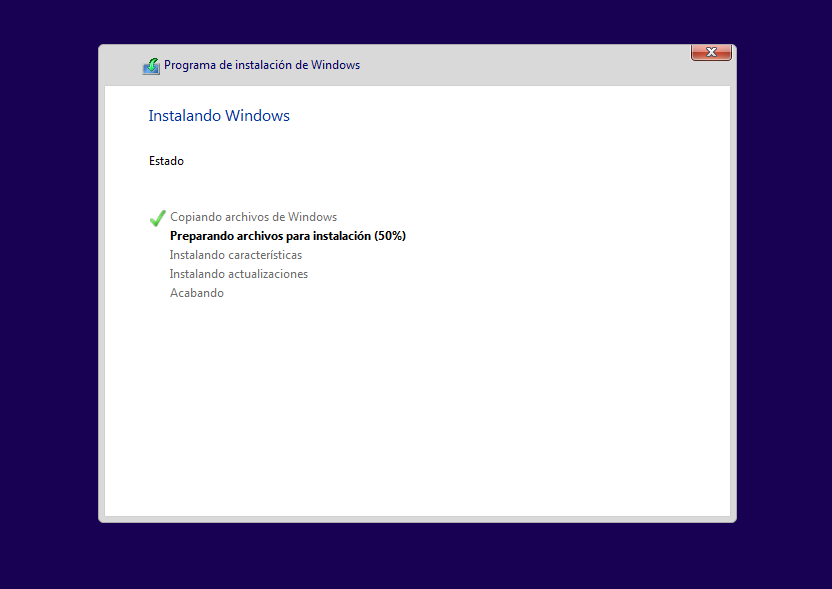 Programa de instalación de Windows
Instalando Windows
Estado
Copiando archivos de Windows
Preparando archivos para instalación (50%)
Instalando características
Instalando actualizaciones
Acabando